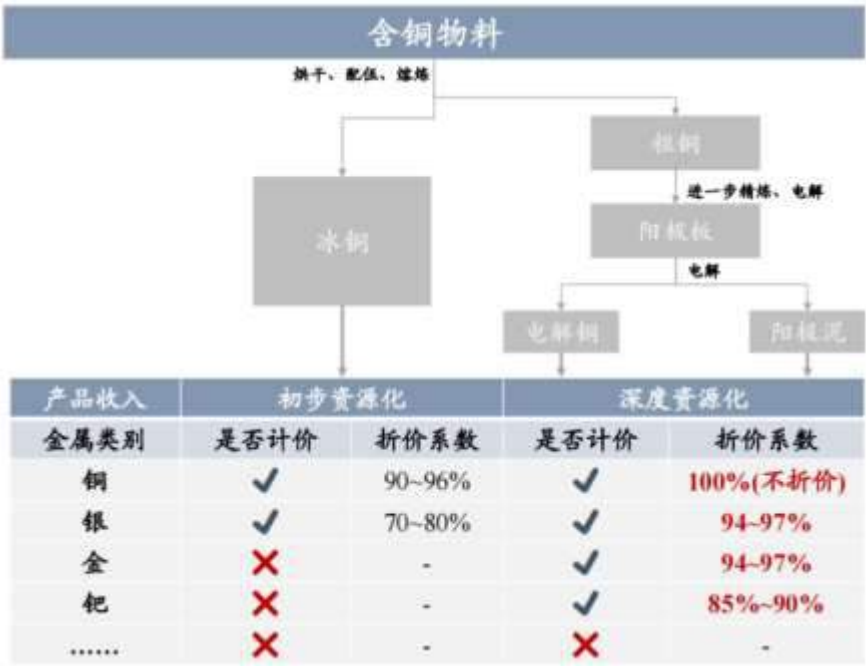 含铜物料
烘干、配伍、熔炼
粗铜
进一步精炼、电解
冰铜
阳极板
电解
电解铜 阳极泥
产品收入 初步资源化 深度资源化
金属类别 是否计价 折价系数 是否计价 折价系数
铜 ✓ 90~96% ✓ 100%(不折价)
银 ✓ 70~80% ✓ 94~97%
金 ✗ - ✓ 94~97%
钯 ✗ - ✓ 85%~90%
...... ✗ - ✗ -